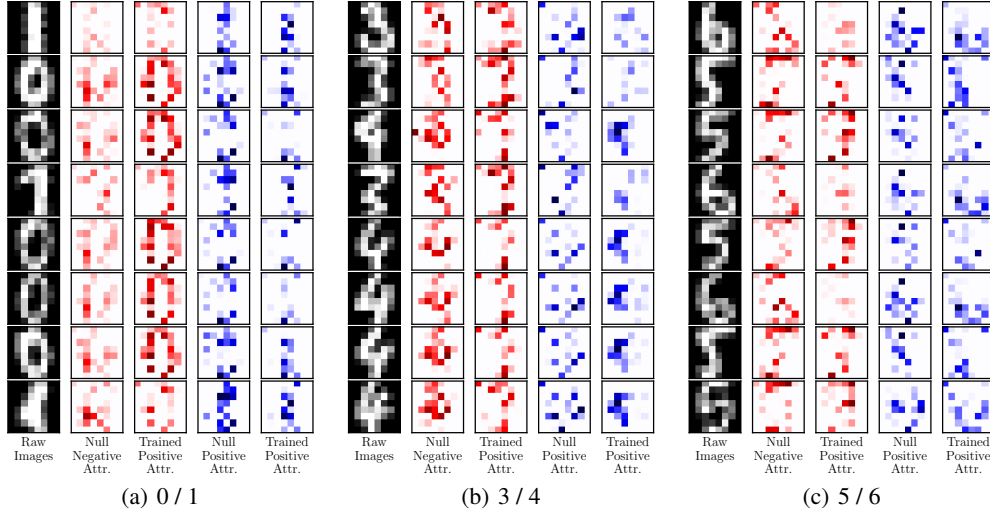 Raw Images
Null Negative Attr.
Trained Positive Attr.
Null Positive Attr.
Trained Positive Attr.
(a) 0 / 1
Raw Images
Null Negative Attr.
Trained Positive Attr.
Null Positive Attr.
Trained Positive Attr.
(b) 3 / 4
Raw Images
Null Negative Attr.
Trained Positive Attr.
Null Positive Attr.
Trained Positive Attr.
(c) 5 / 6